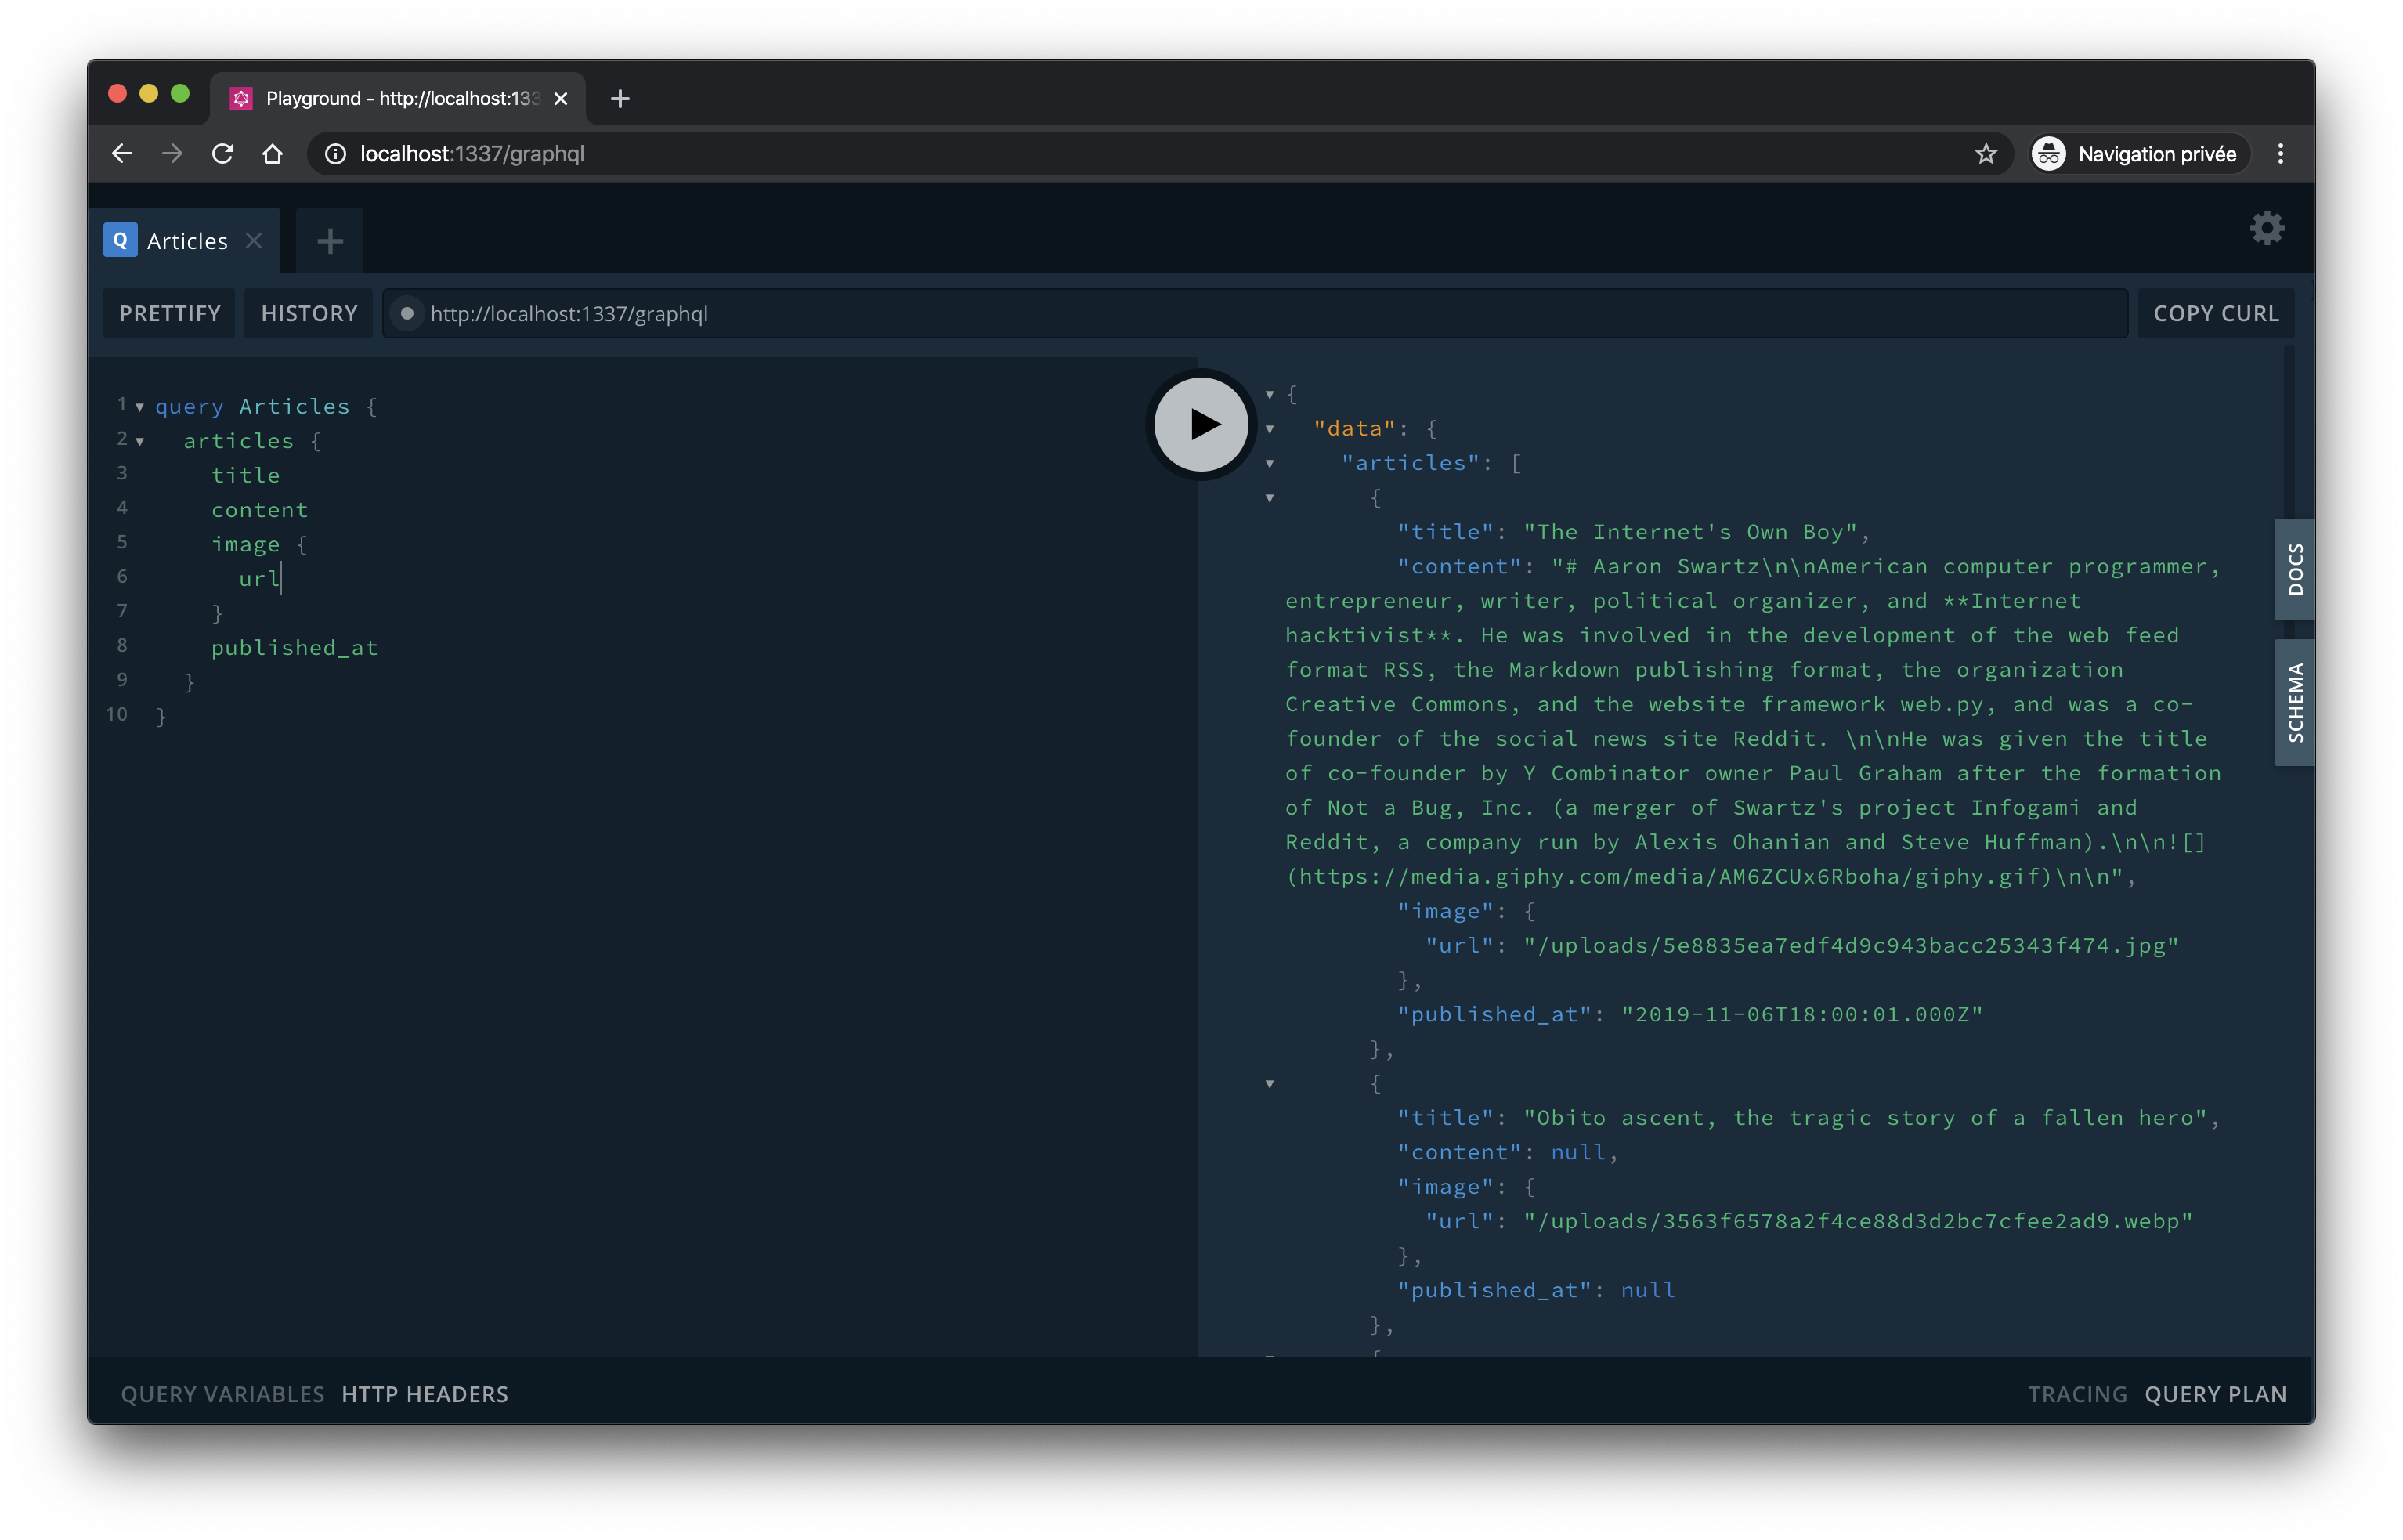 Playground - http://localhost:133
localhost:1337/graphql
Navigation privée
Q Articles
PRETTIFY
HISTORY
http://localhost:1337/graphql
COPY CURL
1 query Articles {
2 articles {
3 title
4 content
5 image {
6 url
7 }
8 published_at
9 }
10 }
{
"data": {
"articles": [
{
"title": "The Internet's Own Boy",
"content": "# Aaron Swartz\n\nAmerican computer programmer,
entrepreneur, writer, political organizer, and **Internet
hacktivist**. He was involved in the development of the web feed
format RSS, the Markdown publishing format, the organization
Creative Commons, and the website framework web.py, and was a co-
founder of the social news site Reddit. \n\nHe was given the title
of co-founder by Y Combinator owner Paul Graham after the formation
of Not a Bug, Inc. (a merger of Swartz's project Infogami and
Reddit, a company run by Alexis Ohanian and Steve Huffman).\n\n![]
(https://media.giphy.com/media/AM6ZCUx6Rboha/giphy.gif)\n\n",
"image": {
"url": "/uploads/5e8835ea7edf4d9c943bacc25343f474.jpg"
},
"published_at": "2019-11-06T18:00:01.000Z"
},
{
"title": "Obito ascent, the tragic story of a fallen hero",
"content": null,
"image": {
"url": "/uploads/3563f6578a2f4ce88d3d2bc7cfee2ad9.webp"
},
"published_at": null
},
{
DOCS
SCHEMA
QUERY VARIABLES
HTTP HEADERS
TRACING
QUERY PLAN